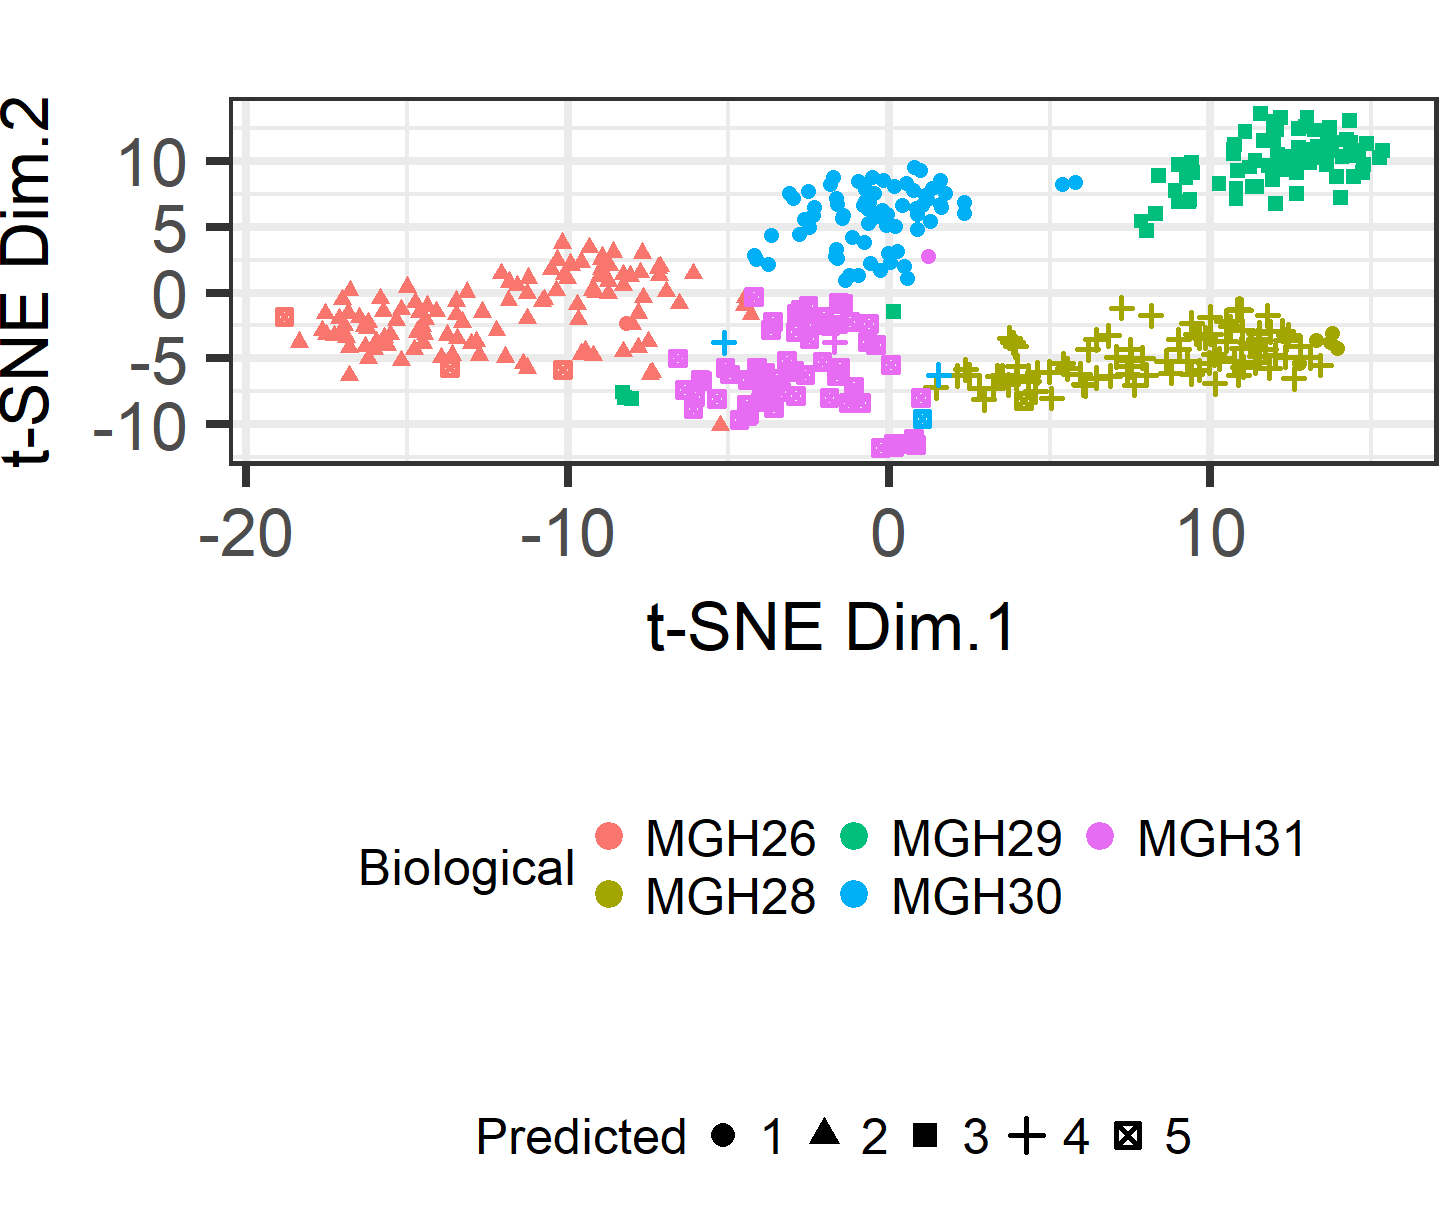 t-SNE Dim.2
10
5
0
-5
-10
-20 -10 0 10
t-SNE Dim.1
Biological
MGH26 MGH29 MGH31
MGH28 MGH30
Predicted 1 2 3 4 5